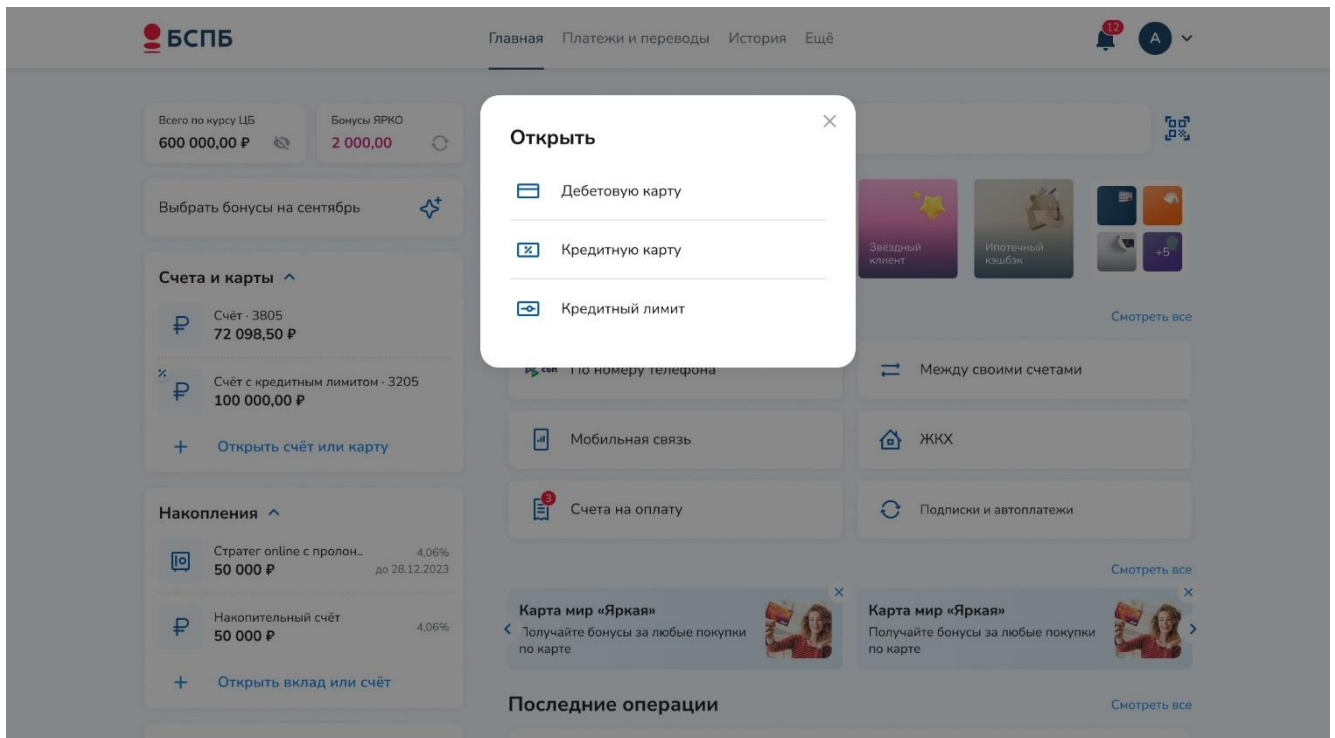 БСПБ
Главная Платежи и переводы История Ещё
12
А
Всего по курсу ЦБ
600 000,00 ₽
Бонусы ЯРКО
2 000,00
Выбрать бонусы на сентябрь
Счета и карты
Счёт · 3805
72 098,50 ₽
Счёт с кредитным лимитом · 3205
100 000,00 ₽
+ Открыть счёт или карту
Накопления
Стратег online с пролон.. 4,06%
50 000 ₽ до 28.12.2023
Накопительный счёт 4,06%
50 000 ₽
+ Открыть вклад или счёт
Открыть
Дебетовую карту
Кредитную карту
Кредитный лимит
Звёздный
клиент
Ипотечный
кэшбэк
+5
Смотреть все
сбп По номеру телефона
Между своими счетами
Мобильная связь
ЖКХ
3
Счета на оплату
Подписки и автоплатежи
Смотреть все
Карта мир «Яркая»
Получайте бонусы за любые покупки
по карте
Карта мир «Яркая»
Получайте бонусы за любые покупки
по карте
Последние операции
Смотреть все